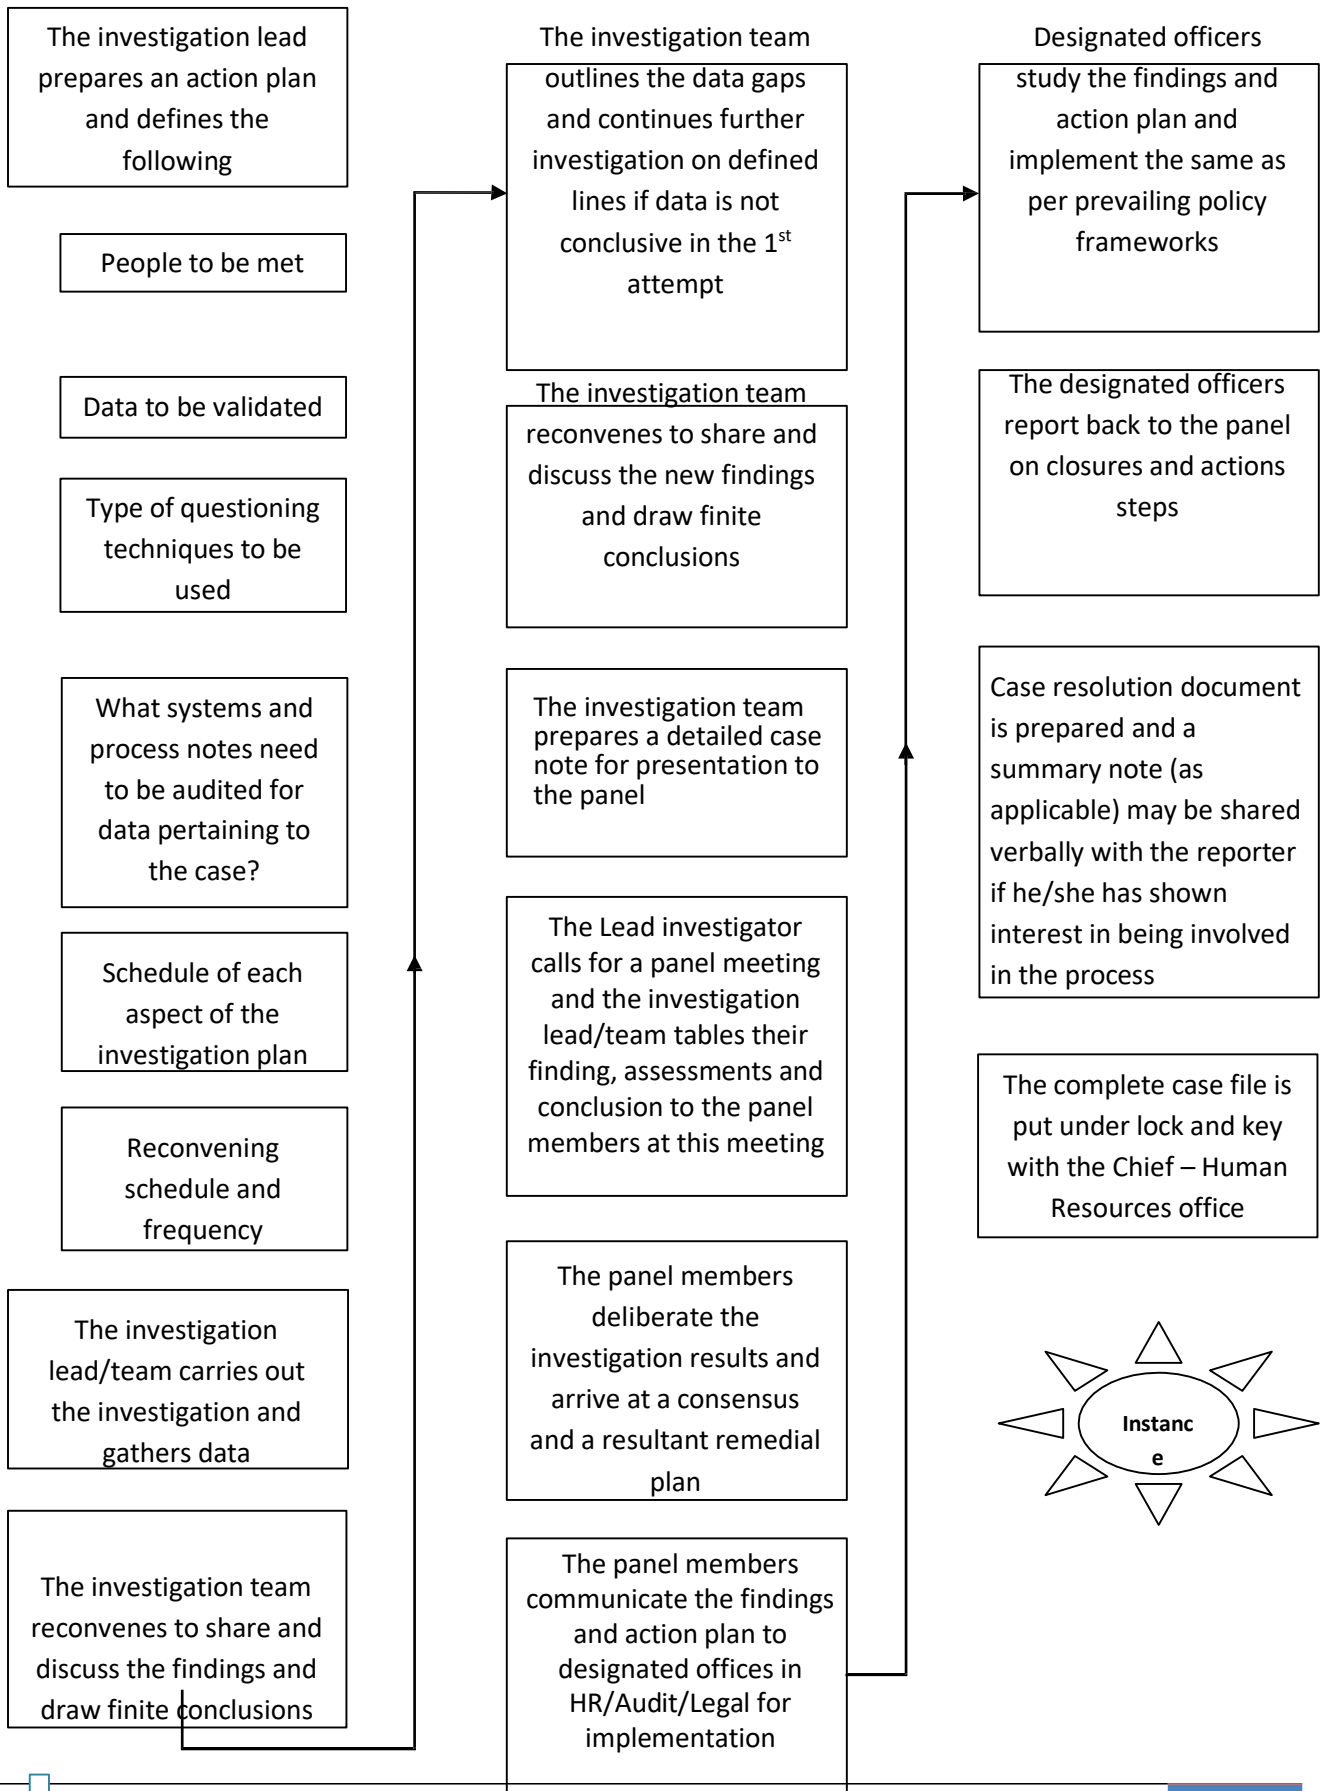 The investigation lead
prepares an action plan
and defines the
following
People to be met
Data to be validated
Type of questioning
techniques to be
used
What systems and
process notes need
to be audited for
data pertaining to
the case?
Schedule of each
aspect of the
investigation plan
Reconvening
schedule and
frequency
The investigation
lead/team carries out
the investigation and
gathers data
The investigation team
reconvenes to share and
discuss the findings and
draw finite conclusions
The investigation team
outlines the data gaps
and continues further
investigation on defined
lines if data is not
conclusive in the 1st
attempt
The investigation team
reconvenes to share and
discuss the new findings
and draw finite
conclusions
The investigation team
prepares a detailed case
note for presentation to
the panel
The Lead investigator
calls for a panel meeting
and the investigation
lead/team tables their
finding, assessments and
conclusion to the panel
members at this meeting
The panel members
deliberate the
investigation results and
arrive at a consensus
and a resultant remedial
plan
The panel members
communicate the findings
and action plan to
designated offices in
HR/Audit/Legal for
implementation
Designated officers
study the findings and
action plan and
implement the same as
per prevailing policy
frameworks
The designated officers
report back to the panel
on closures and actions
steps
Case resolution document
is prepared and a
summary note (as
applicable) may be shared
verbally with the reporter
if he/she has shown
interest in being involved
in the process
The complete case file is
put under lock and key
with the Chief – Human
Resources office
Instanc
e